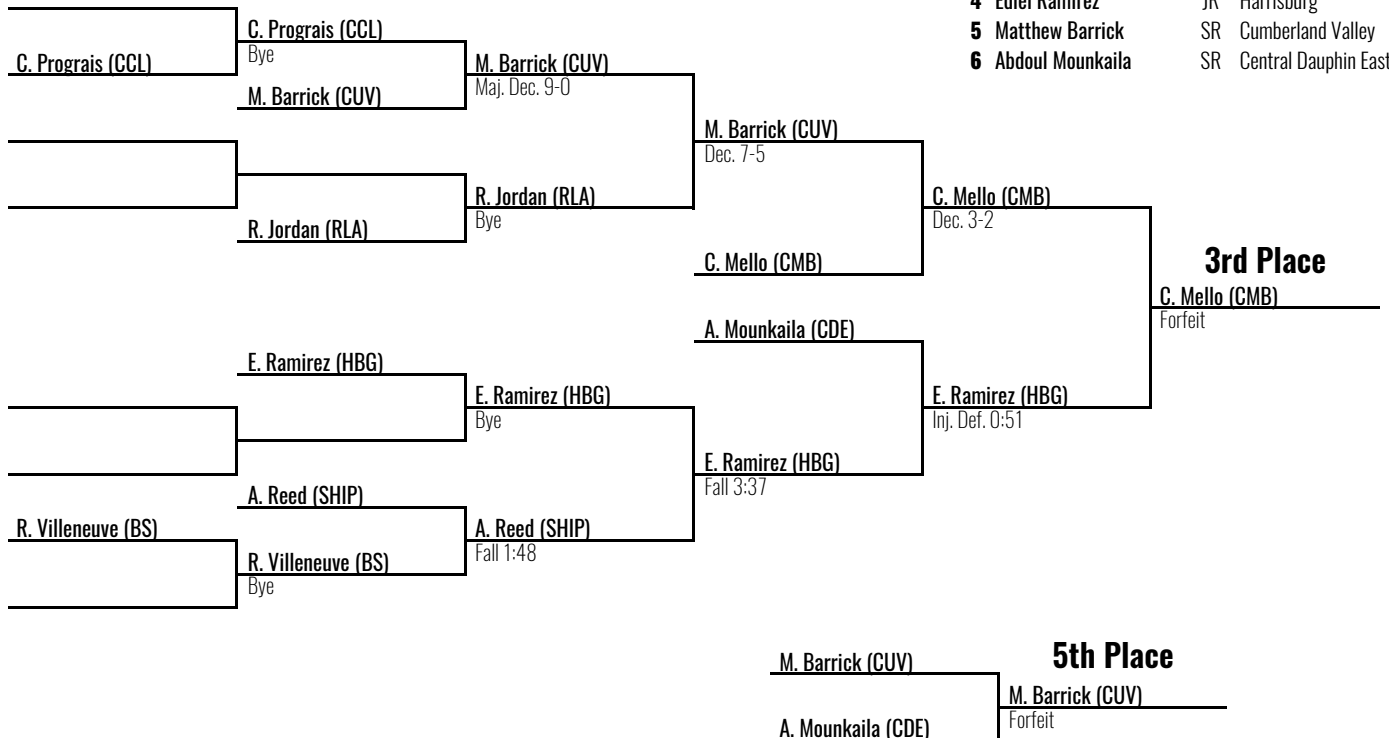 4 Ediel Ramirez JR Harrisburg
5 Matthew Barrick SR Cumberland Valley
6 Abdoul Mounkaila SR Central Dauphin East
C. Prograis (CCL)
C. Prograis (CCL)
Bye
M. Barrick (CUV)
M. Barrick (CUV)
Maj. Dec. 9-0
M. Barrick (CUV)
Dec. 7-5
R. Jordan (RLA)
R. Jordan (RLA)
Bye
C. Mello (CMB)
C. Mello (CMB)
Dec. 3-2
3rd Place
C. Mello (CMB)
Forfeit
A. Mounkaila (CDE)
E. Ramirez (HBG)
E. Ramirez (HBG)
Bye
E. Ramirez (HBG)
Inj. Def. 0:51
E. Ramirez (HBG)
Fall 3:37
A. Reed (SHIP)
R. Villeneuve (BS)
R. Villeneuve (BS)
Bye
A. Reed (SHIP)
Fall 1:48
5th Place
M. Barrick (CUV)
M. Barrick (CUV)
Forfeit
A. Mounkaila (CDE)